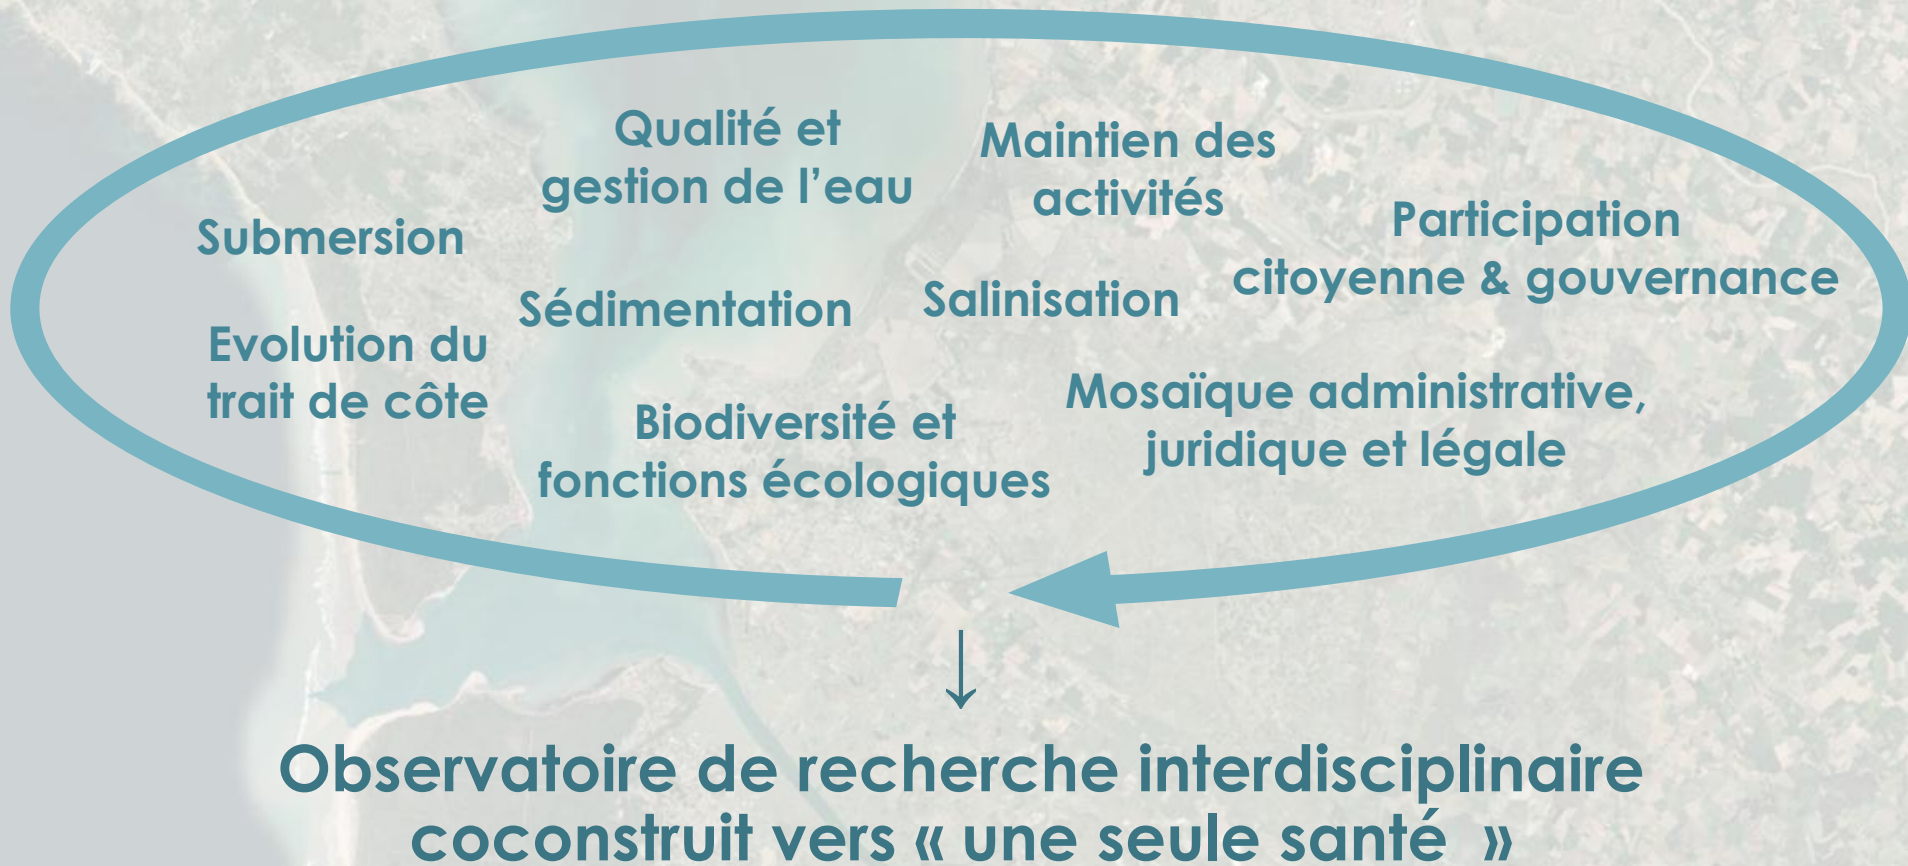 Qualité et
gestion de l’eau
Maintien des
activités
Participation
citoyenne & gouvernance
Submersion
Sédimentation
Salinisation
Evolution du
trait de côte
Biodiversité et
fonctions écologiques
Mosaïque administrative,
juridique et légale
↓
Observatoire de recherche interdisciplinaire
coconstruit vers « une seule santé »